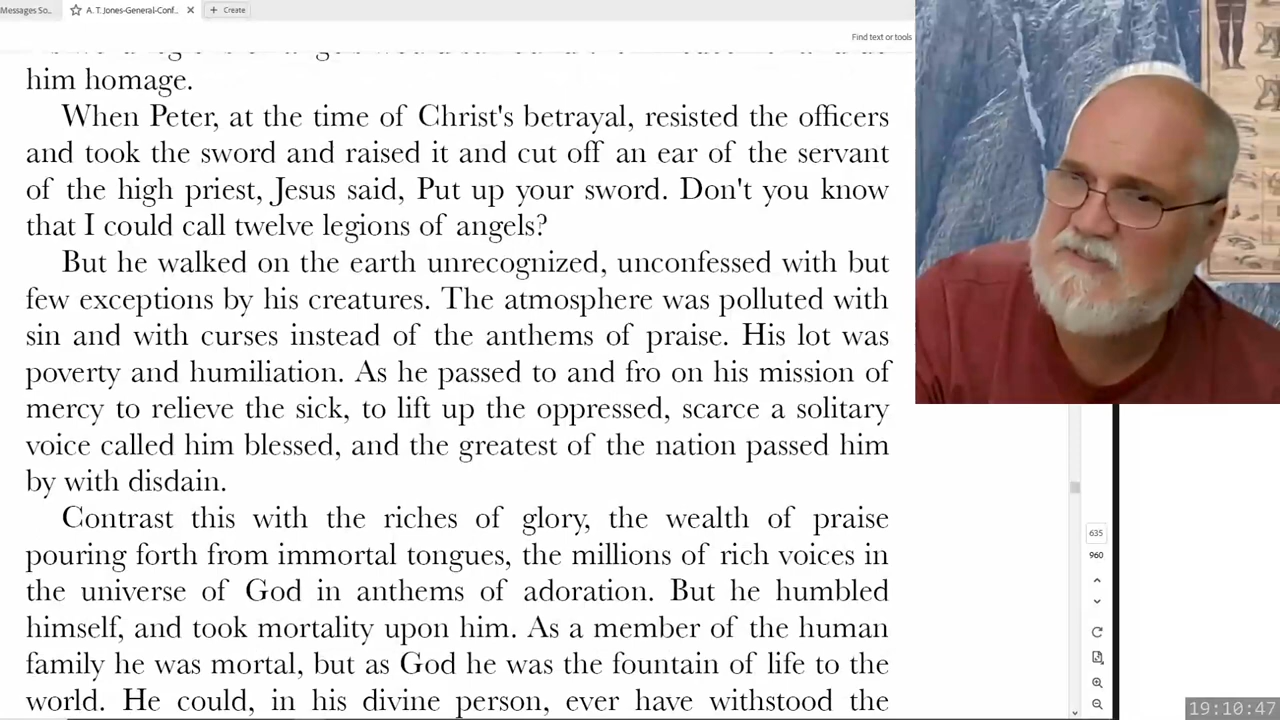 Messages So...
A. T. Jones-General-Conf...
+ Create
Find text or tools
him homage.
When Peter, at the time of Christ's betrayal, resisted the officers
and took the sword and raised it and cut off an ear of the servant
of the high priest, Jesus said, Put up your sword. Don't you know
that I could call twelve legions of angels?
But he walked on the earth unrecognized, unconfessed with but
few exceptions by his creatures. The atmosphere was polluted with
sin and with curses instead of the anthems of praise. His lot was
poverty and humiliation. As he passed to and fro on his mission of
mercy to relieve the sick, to lift up the oppressed, scarce a solitary
voice called him blessed, and the greatest of the nation passed him
by with disdain.
Contrast this with the riches of glory, the wealth of praise
pouring forth from immortal tongues, the millions of rich voices in
the universe of God in anthems of adoration. But he humbled
himself, and took mortality upon him. As a member of the human
family he was mortal, but as God he was the fountain of life to the
world. He could, in his divine person, ever have withstood the
635
960
19:10:47